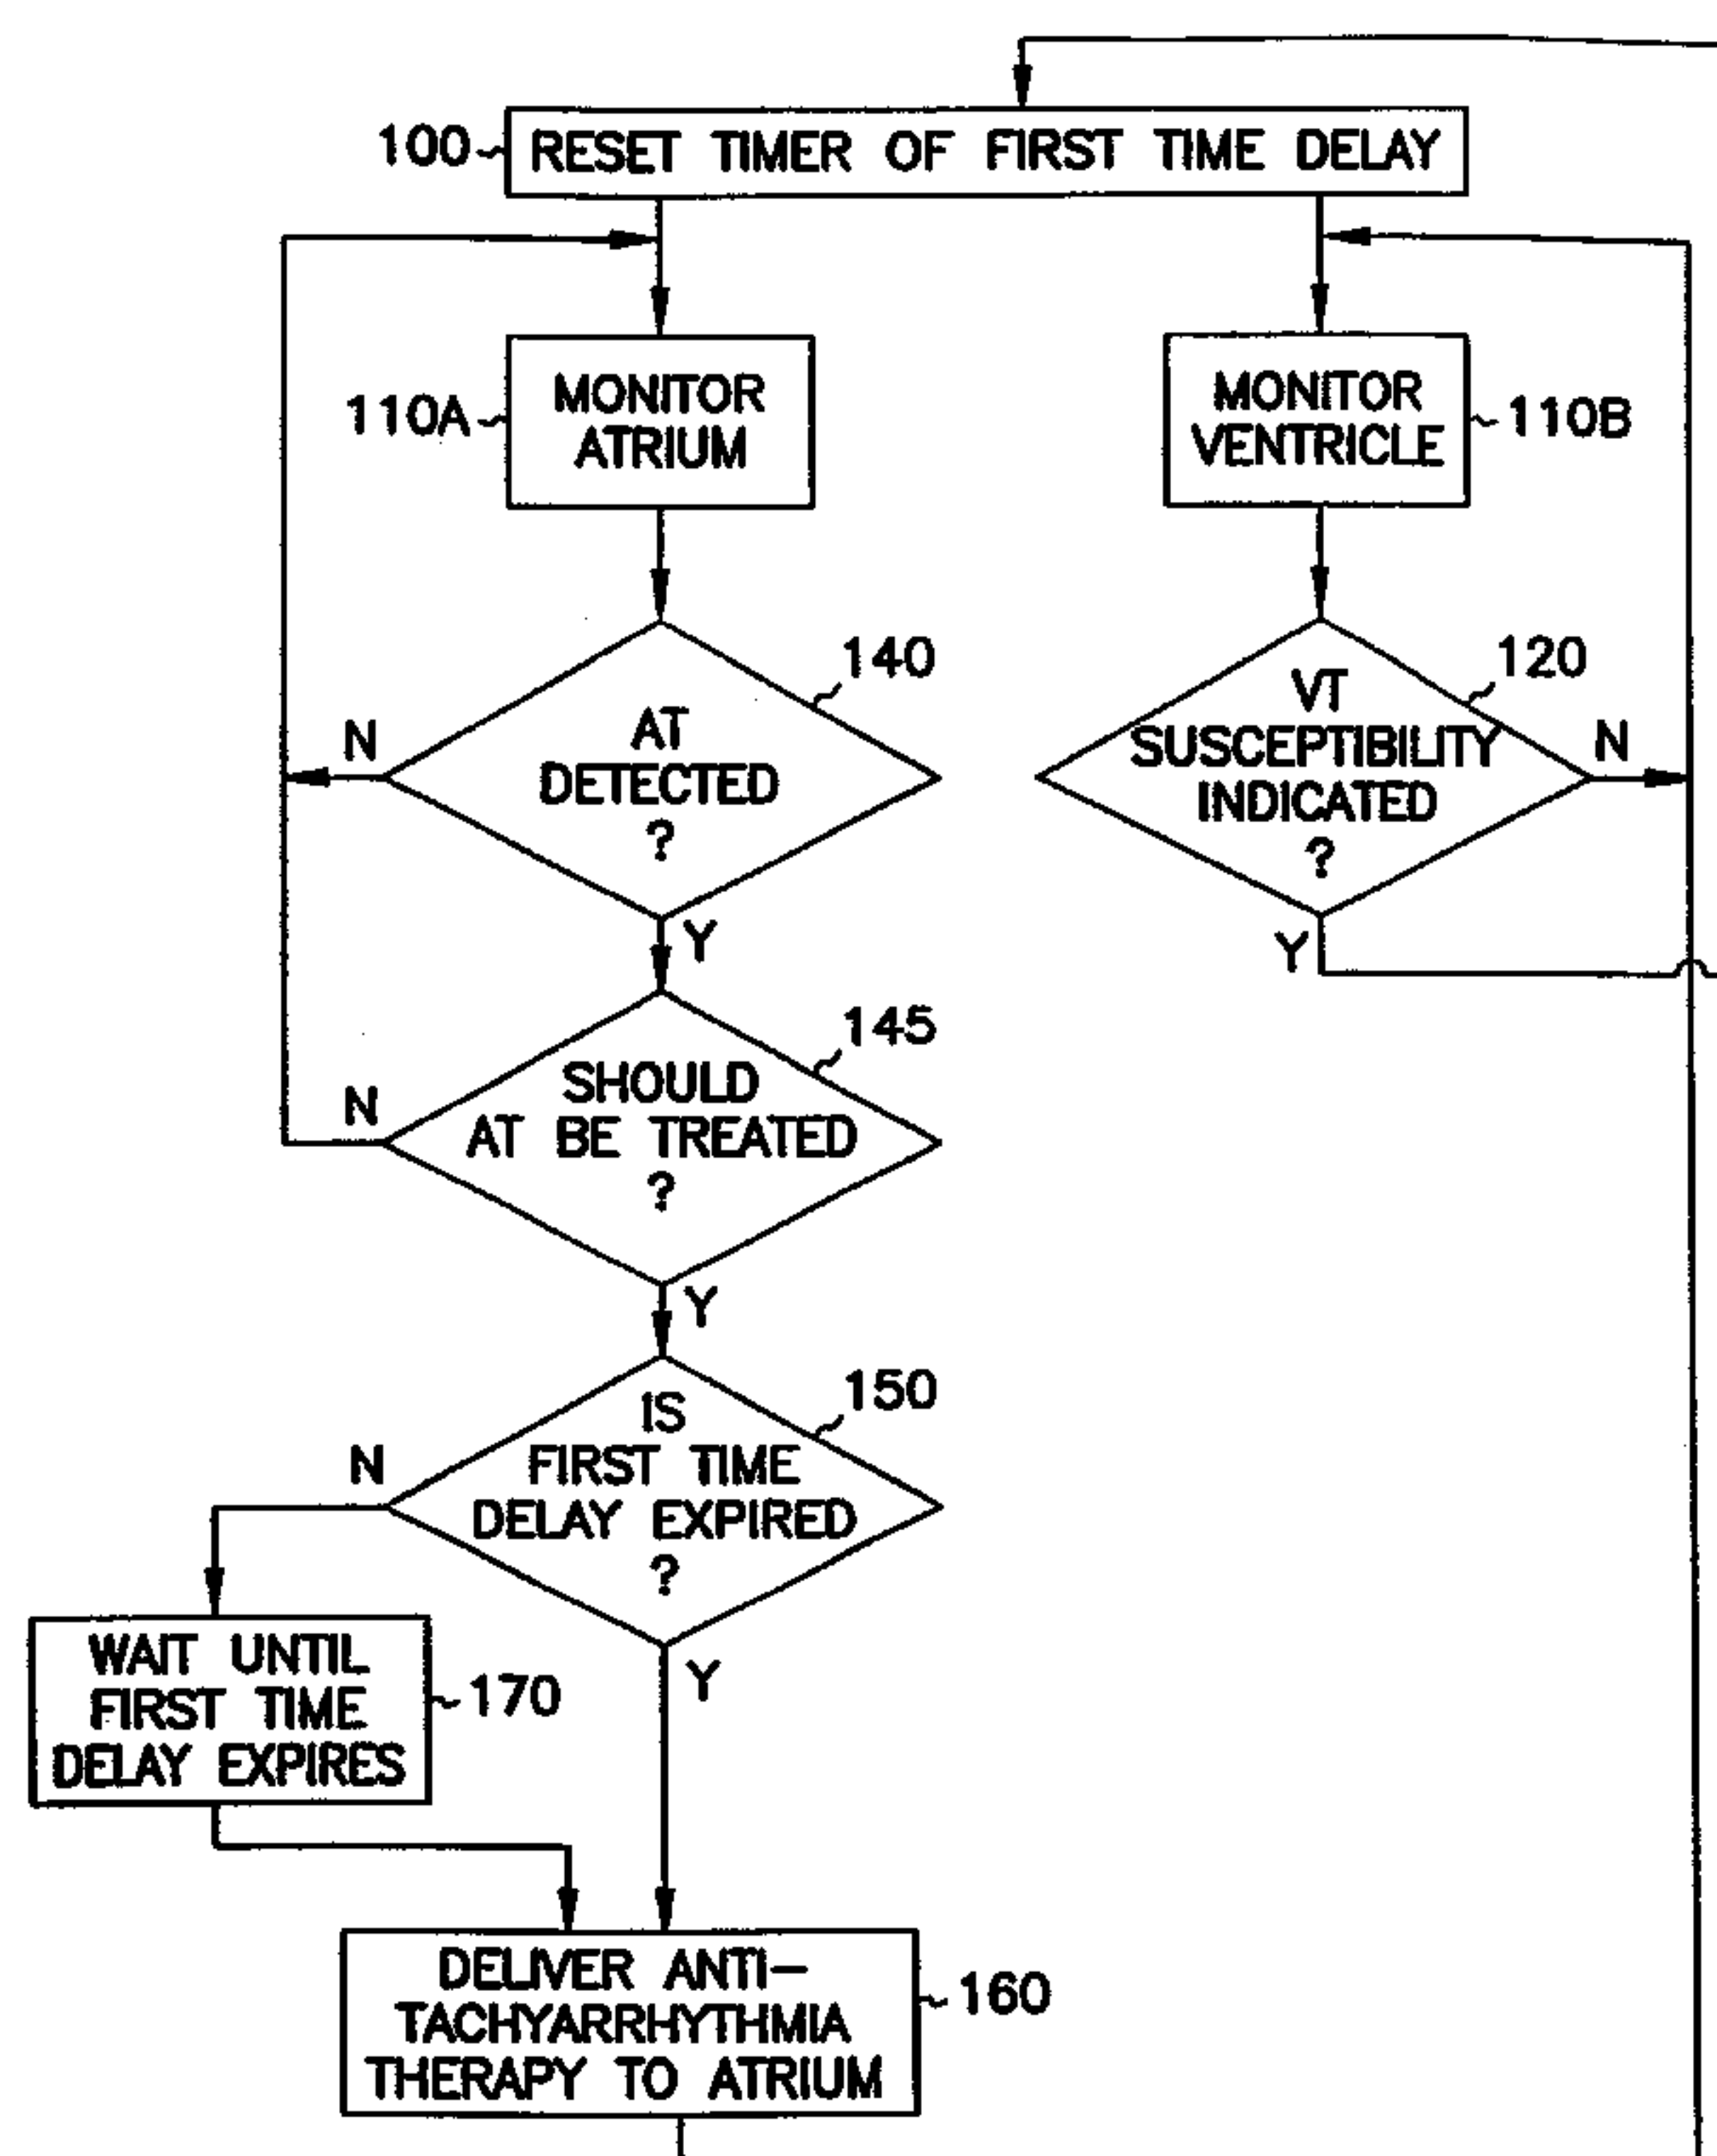 100
RESET TIMER OF FIRST TIME DELAY
110A
MONITOR
ATRIUM
MONITOR
VENTRICLE
110B
140
AT
DETECTED
?
N
Y
120
VT
SUSCEPTIBILITY
INDICATED
?
N
Y
145
SHOULD
AT BE TREATED
?
N
Y
150
IS
FIRST TIME
DELAY EXPIRED
?
N
Y
WAIT UNTIL
FIRST TIME
DELAY EXPIRES
170
DELIVER ANTI-
TACHYARRHYTHMIA
THERAPY TO ATRIUM
160